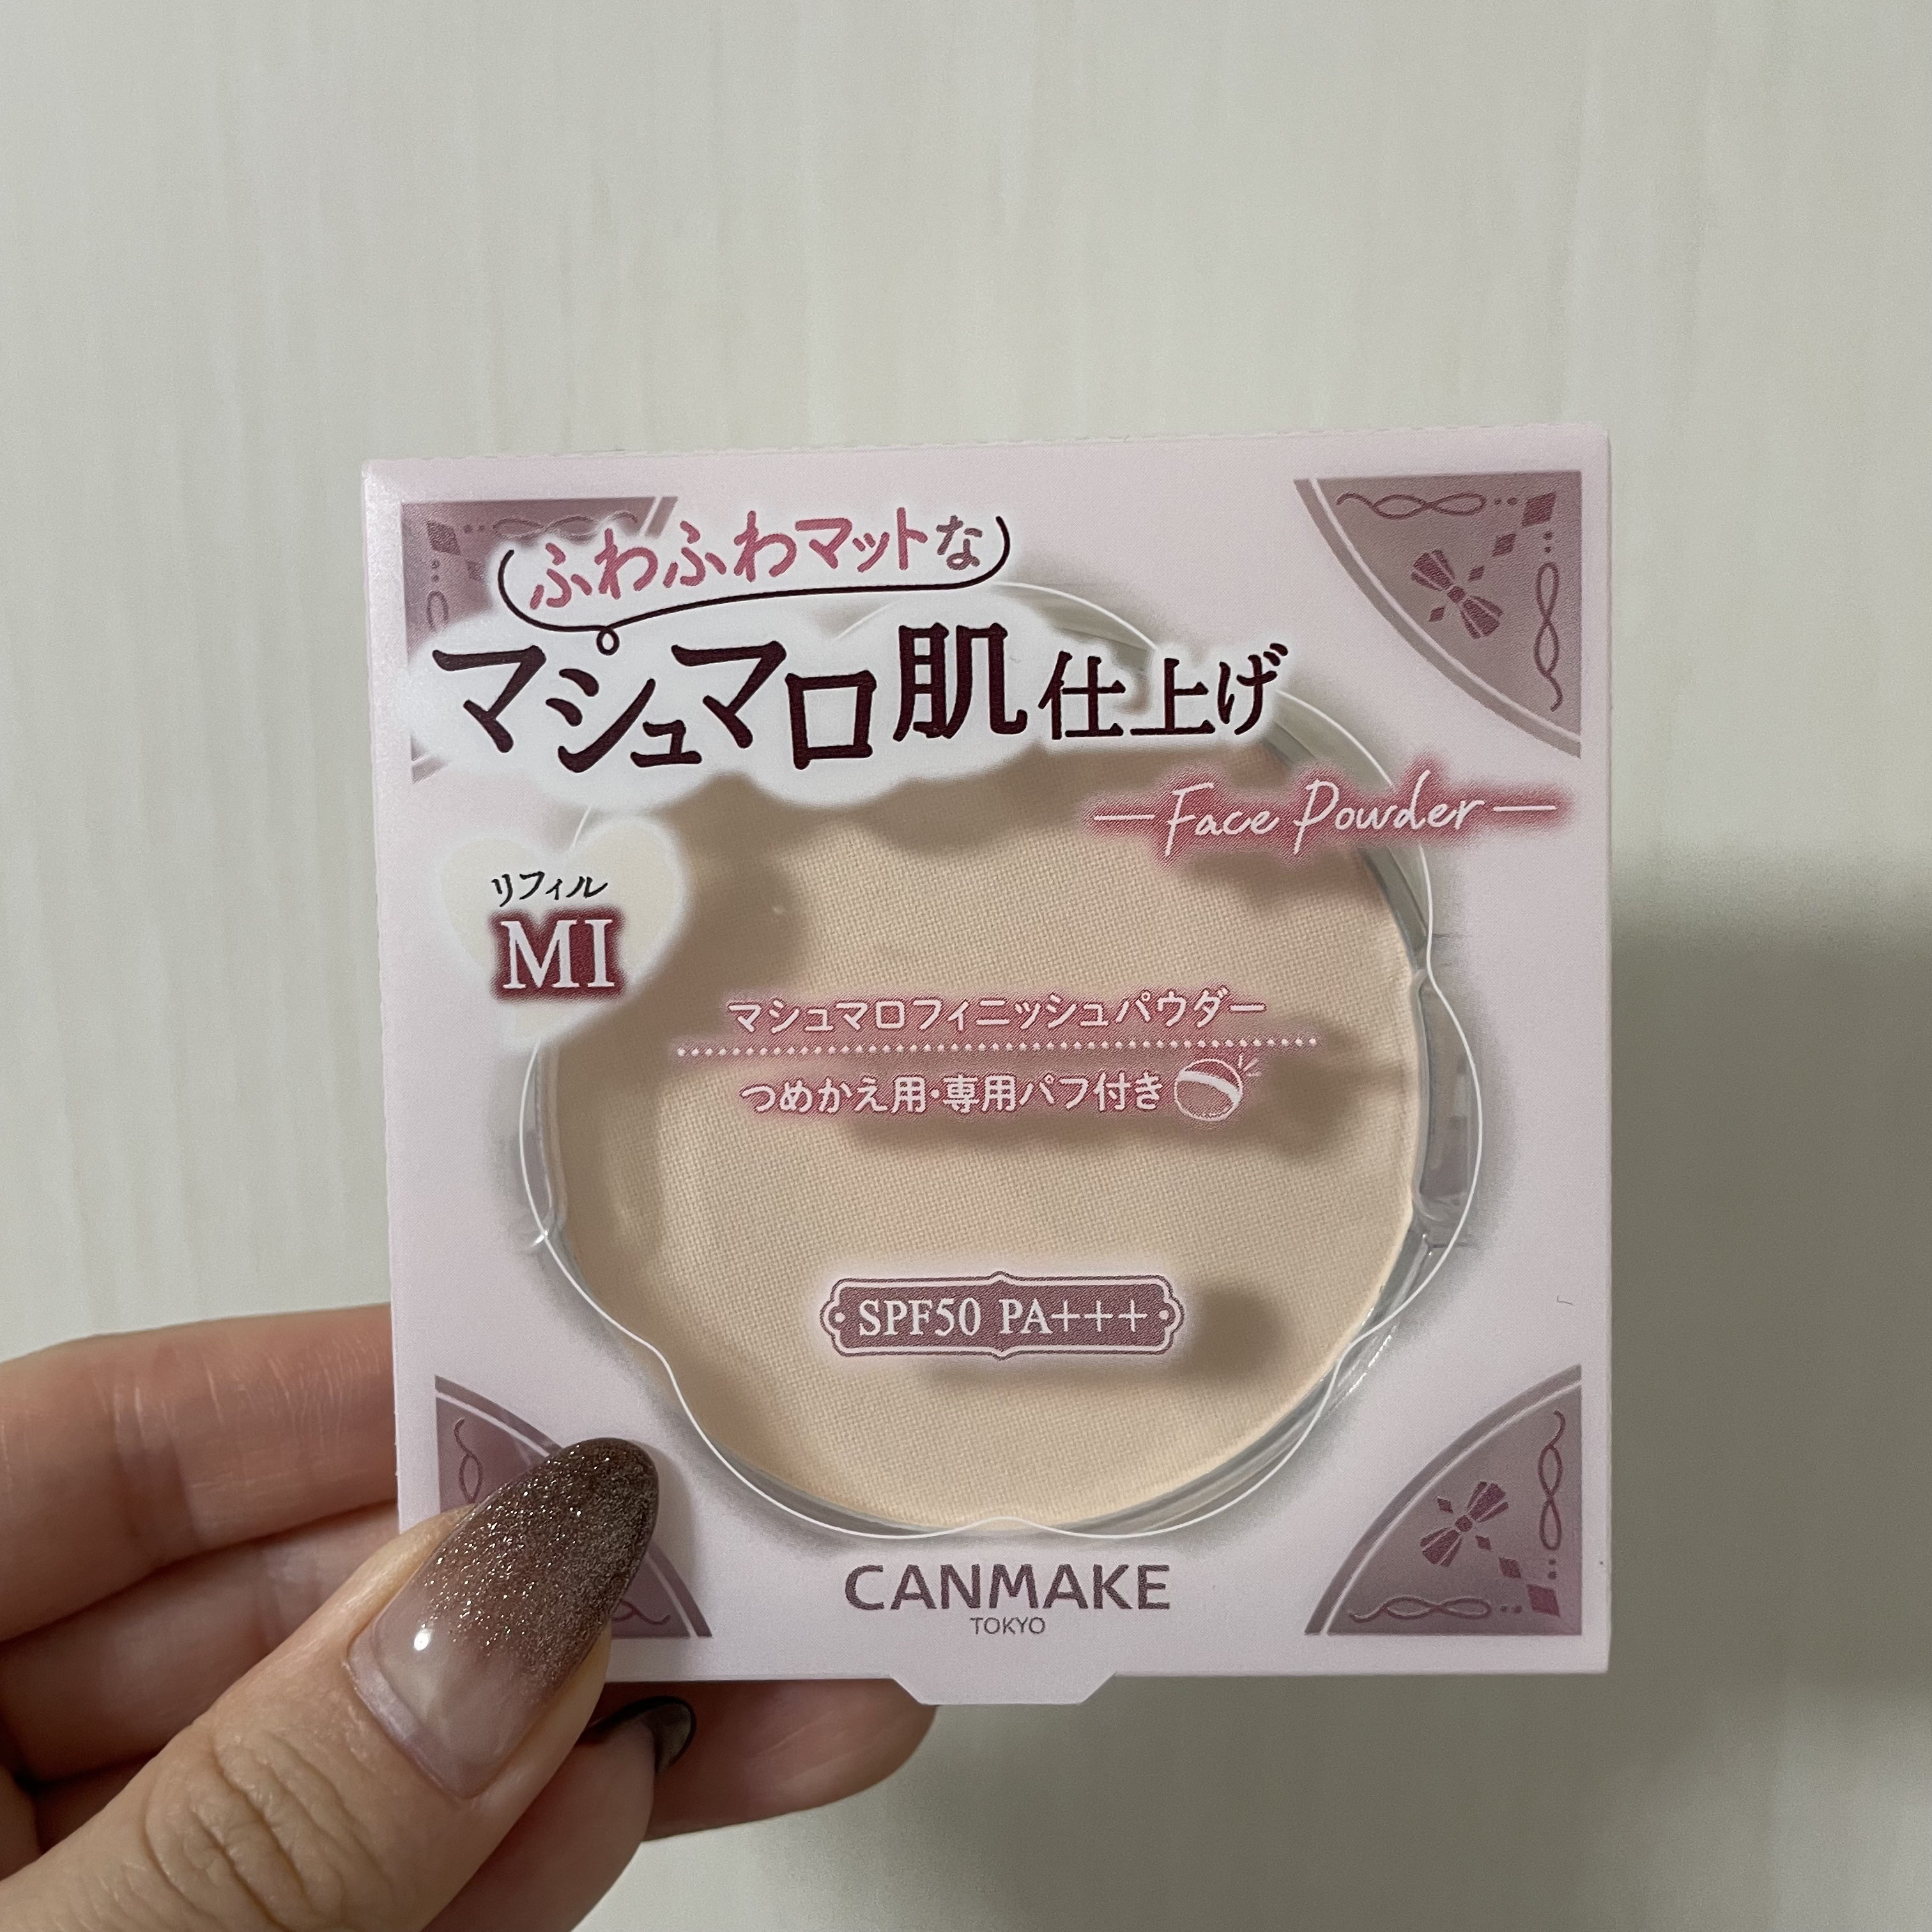 ふわふわマットな
マシュマロ肌仕上げ
Face Powder
リフィル
MI
マシュマロフィニッシュパウダー
つめかえ用・専用パフ付き
SPF50 PA+++
CANMAKE
TOKYO